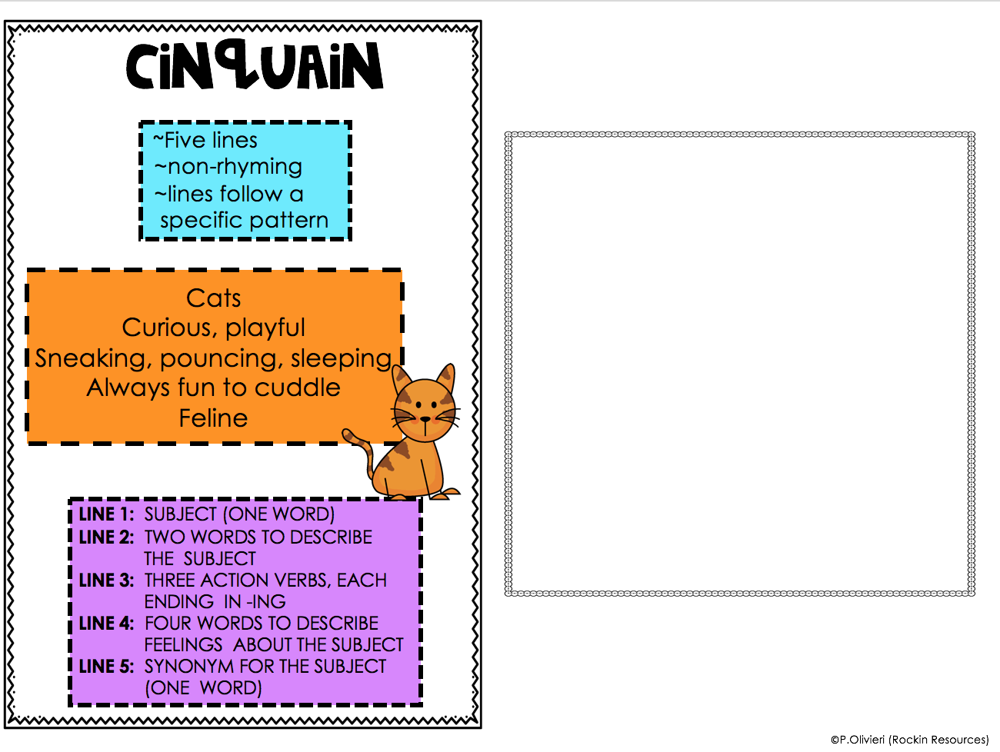 CiNQUAiN
~Five lines
~non-rhyming
~lines follow a
specific pattern
Cats
Curious, playful
Sneaking, pouncing, sleeping
Always fun to cuddle
Feline
LINE 1: SUBJECT (ONE WORD)
LINE 2: TWO WORDS TO DESCRIBE
THE SUBJECT
LINE 3: THREE ACTION VERBS, EACH
ENDING IN -ING
LINE 4: FOUR WORDS TO DESCRIBE
FEELINGS ABOUT THE SUBJECT
LINE 5: SYNONYM FOR THE SUBJECT
(ONE WORD)
©P.Olivieri (Rockin Resources)